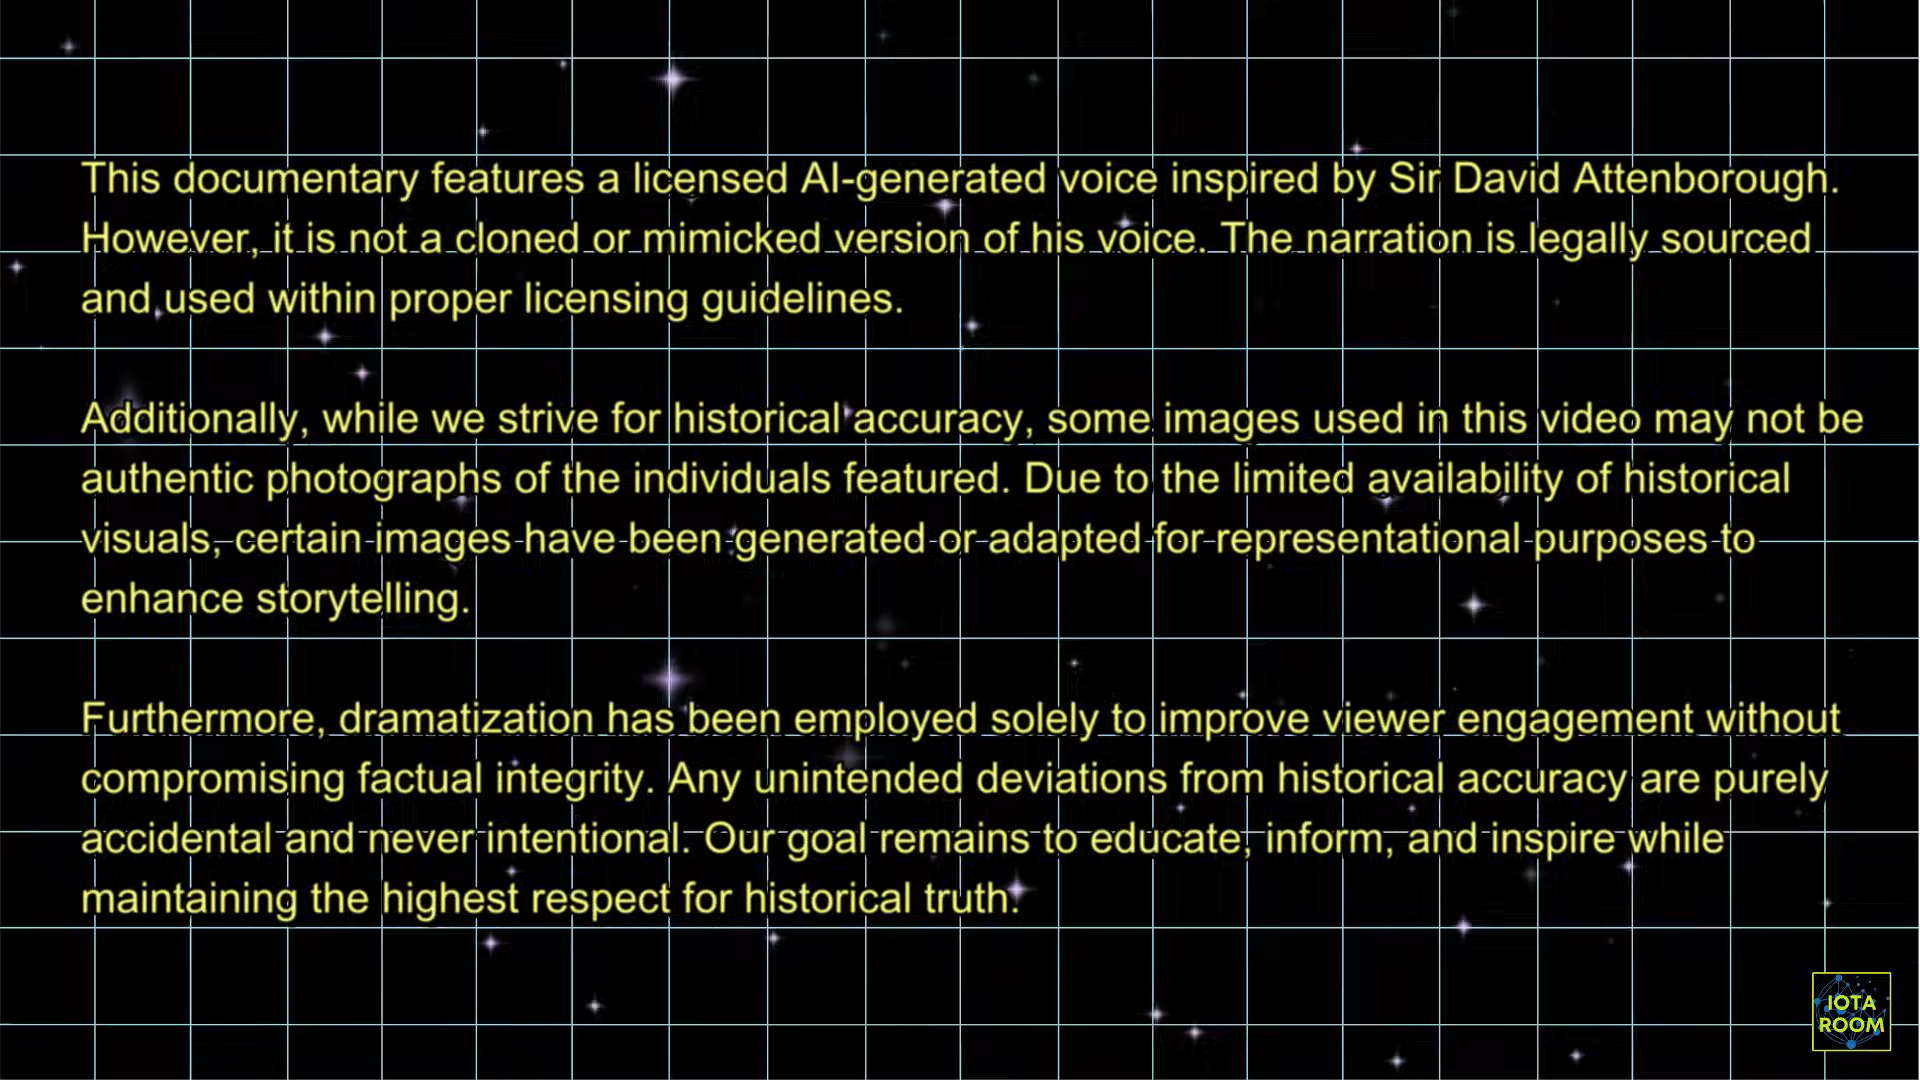 This documentary features a licensed AI-generated voice inspired by Sir David Attenborough.
However, it is not a cloned or mimicked version of his voice. The narration is legally sourced
and used within proper licensing guidelines.
Additionally, while we strive for historical accuracy, some images used in this video may not be
authentic photographs of the individuals featured. Due to the limited availability of historical
visuals, certain images have been generated or adapted for representational purposes to
enhance storytelling.
Furthermore, dramatization has been employed solely to improve viewer engagement without
compromising factual integrity. Any unintended deviations from historical accuracy are purely
accidental and never intentional. Our goal remains to educate, inform, and inspire while
maintaining the highest respect for historical truth.
IOTA
ROOM